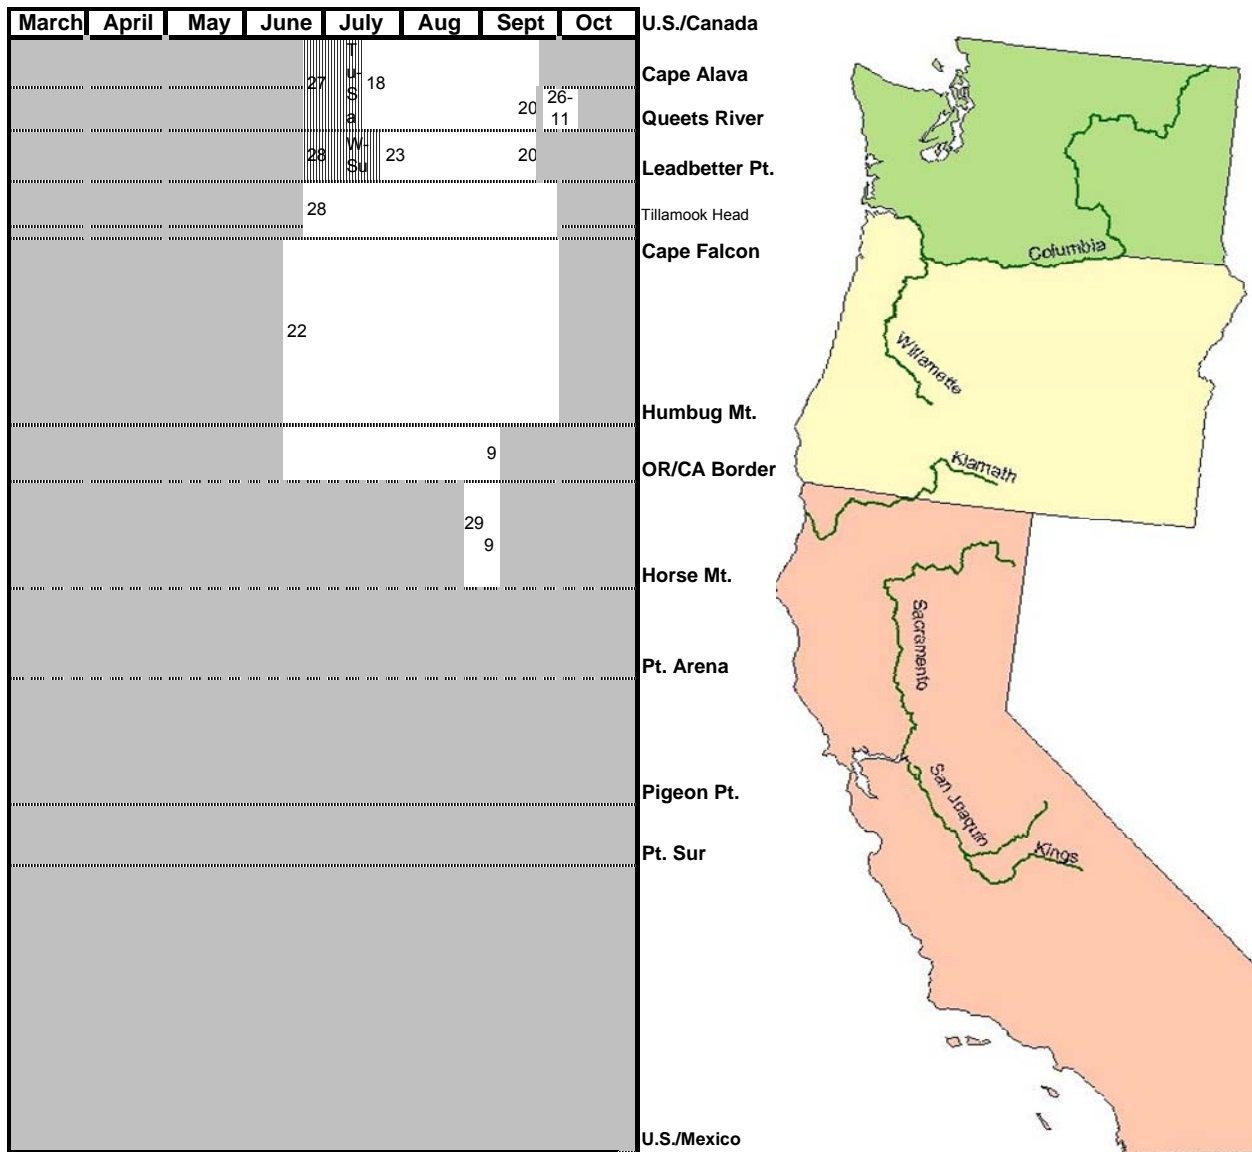 March April May June July Aug Sept Oct U.S./Canada
T
u-
S
a
27
18
Cape Alava
20
26-
11
Queets River
W-
Su
28
23
20
Leadbetter Pt.
28
Tillamook Head
Cape Falcon
22
Humbug Mt.
9
OR/CA Border
29
9
Horse Mt.
Pt. Arena
Pigeon Pt.
Pt. Sur
U.S./Mexico
Columbia
Willamette
Klamath
Sacramento
San Joaquin
Kings